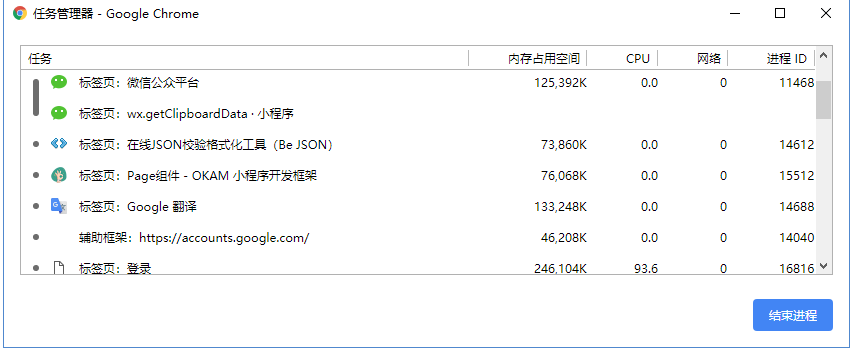 任务管理器 - Google Chrome
任务 内存占用空间 CPU 网络 进程 ID
标签页：微信公众平台 125,392K 0.0 0 11468
标签页：wx.getClipboardData · 小程序
标签页：在线JSON校验格式化工具（Be JSON） 73,860K 0.0 0 14612
标签页：Page组件 - OKAM 小程序开发框架 76,068K 0.0 0 15512
标签页：Google 翻译 133,248K 0.0 0 14688
辅助框架：https://accounts.google.com/ 46,208K 0.0 0 14040
标签页：登录 246,104K 93.6 0 16816
结束进程